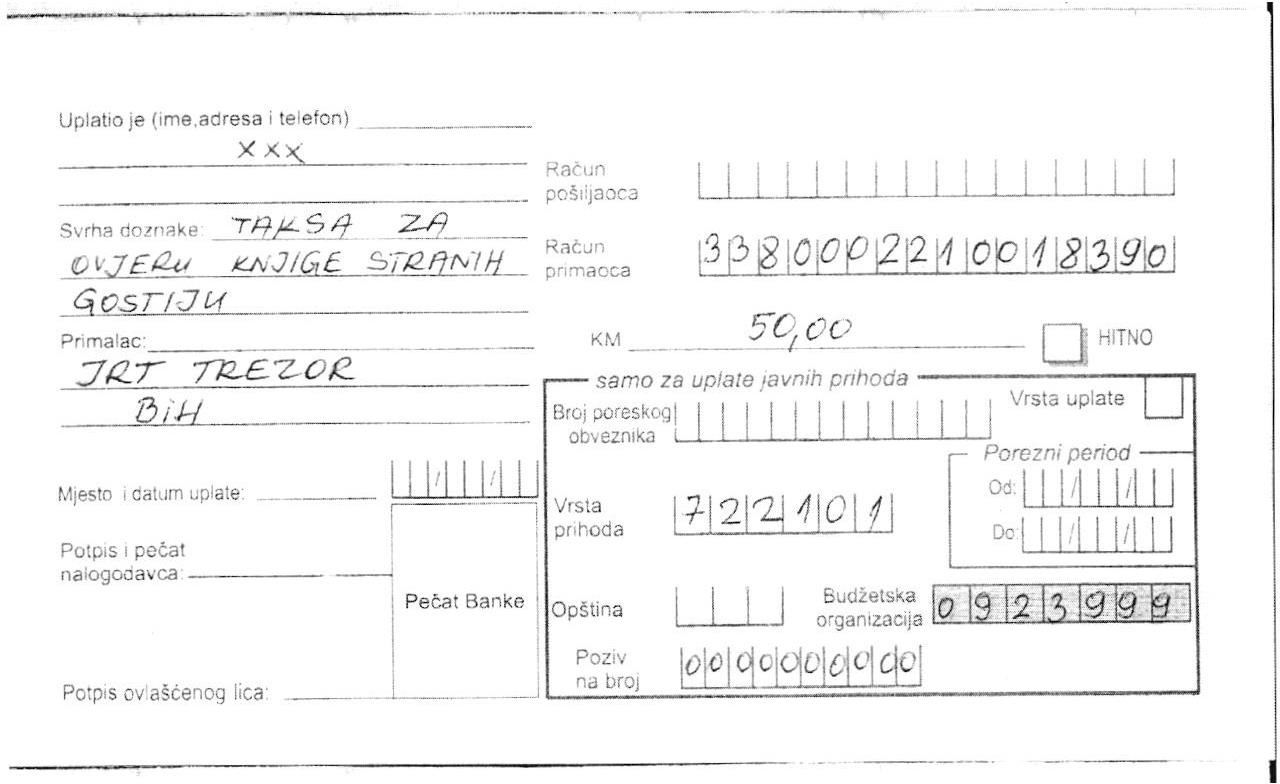 Uplatio je (ime,adresa i telefon)
xxx
Svrha doznake: TAKSA ZA
OVJERU KNJIGE STRANIH
GOSTIJU
Primalac:
JRT TREZOR
BiH
Mjesto i datum uplate: / /
Potpis i pečat
nalogodavca:
Pečat Banke
Potpis ovlašćenog lica:
Račun
pošiljaoca
Račun
primaoca 3380002210018390
KM 50,00 HITNO
samo za uplate javnih prihoda
Broj poreskog
obveznika
Vrsta uplate
Porezni period
Od: / /
Do: / /
Vrsta
prihoda 722101
Opština
Budžetska
organizacija 0923999
Poziv
na broj 0000000000